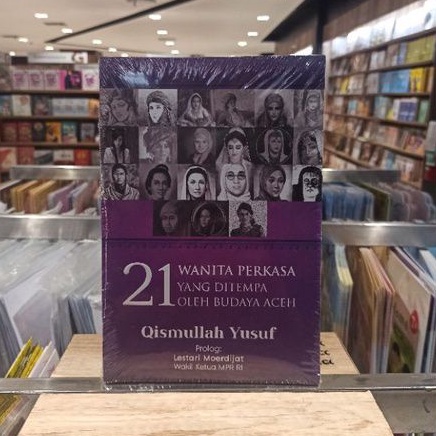 21 WANITA PERKASA
YANG DITEMPA
OLEH BUDAYA ACEH
Qismullah Yusuf
Prolog:
Lestari Moerdijat
Wakil Ketua MPR RI